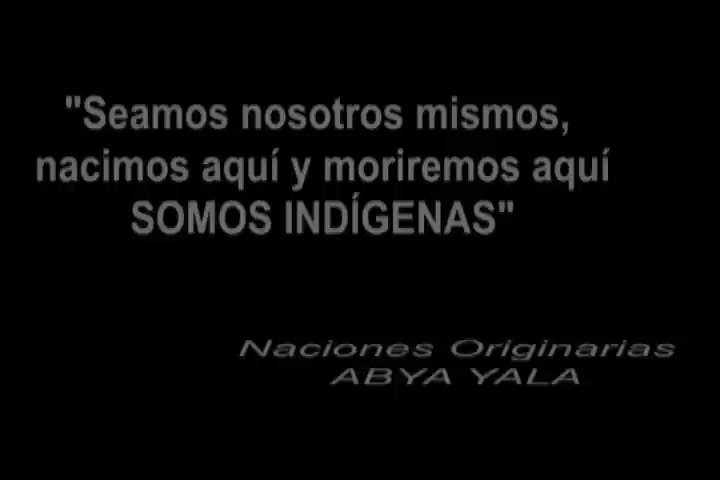 "Seamos nosotros mismos,
nacimos aquí y moriremos aquí
SOMOS INDÍGENAS"
Naciones Originarias
ABYA YALA